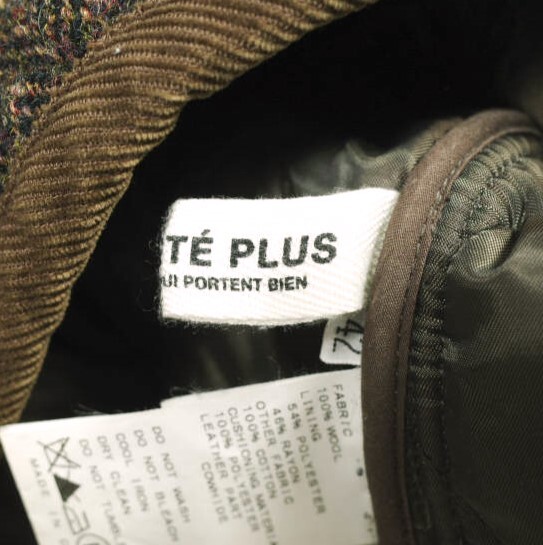 TÉ PLUS
UI PORTENT BIEN
42
FABRIC
100% WOOL
LINING
54% POLYESTER
46% RAYON
OTHER FABRIC
100% COTTON
CUSHIONING MATERI
100% POLYESTER
LEATHER PART
COWHIDE
DO NOT WASH
DO NOT BLEACH
COOL IRON
DRY CLEAN
DO NOT TUMBL
MADE IN